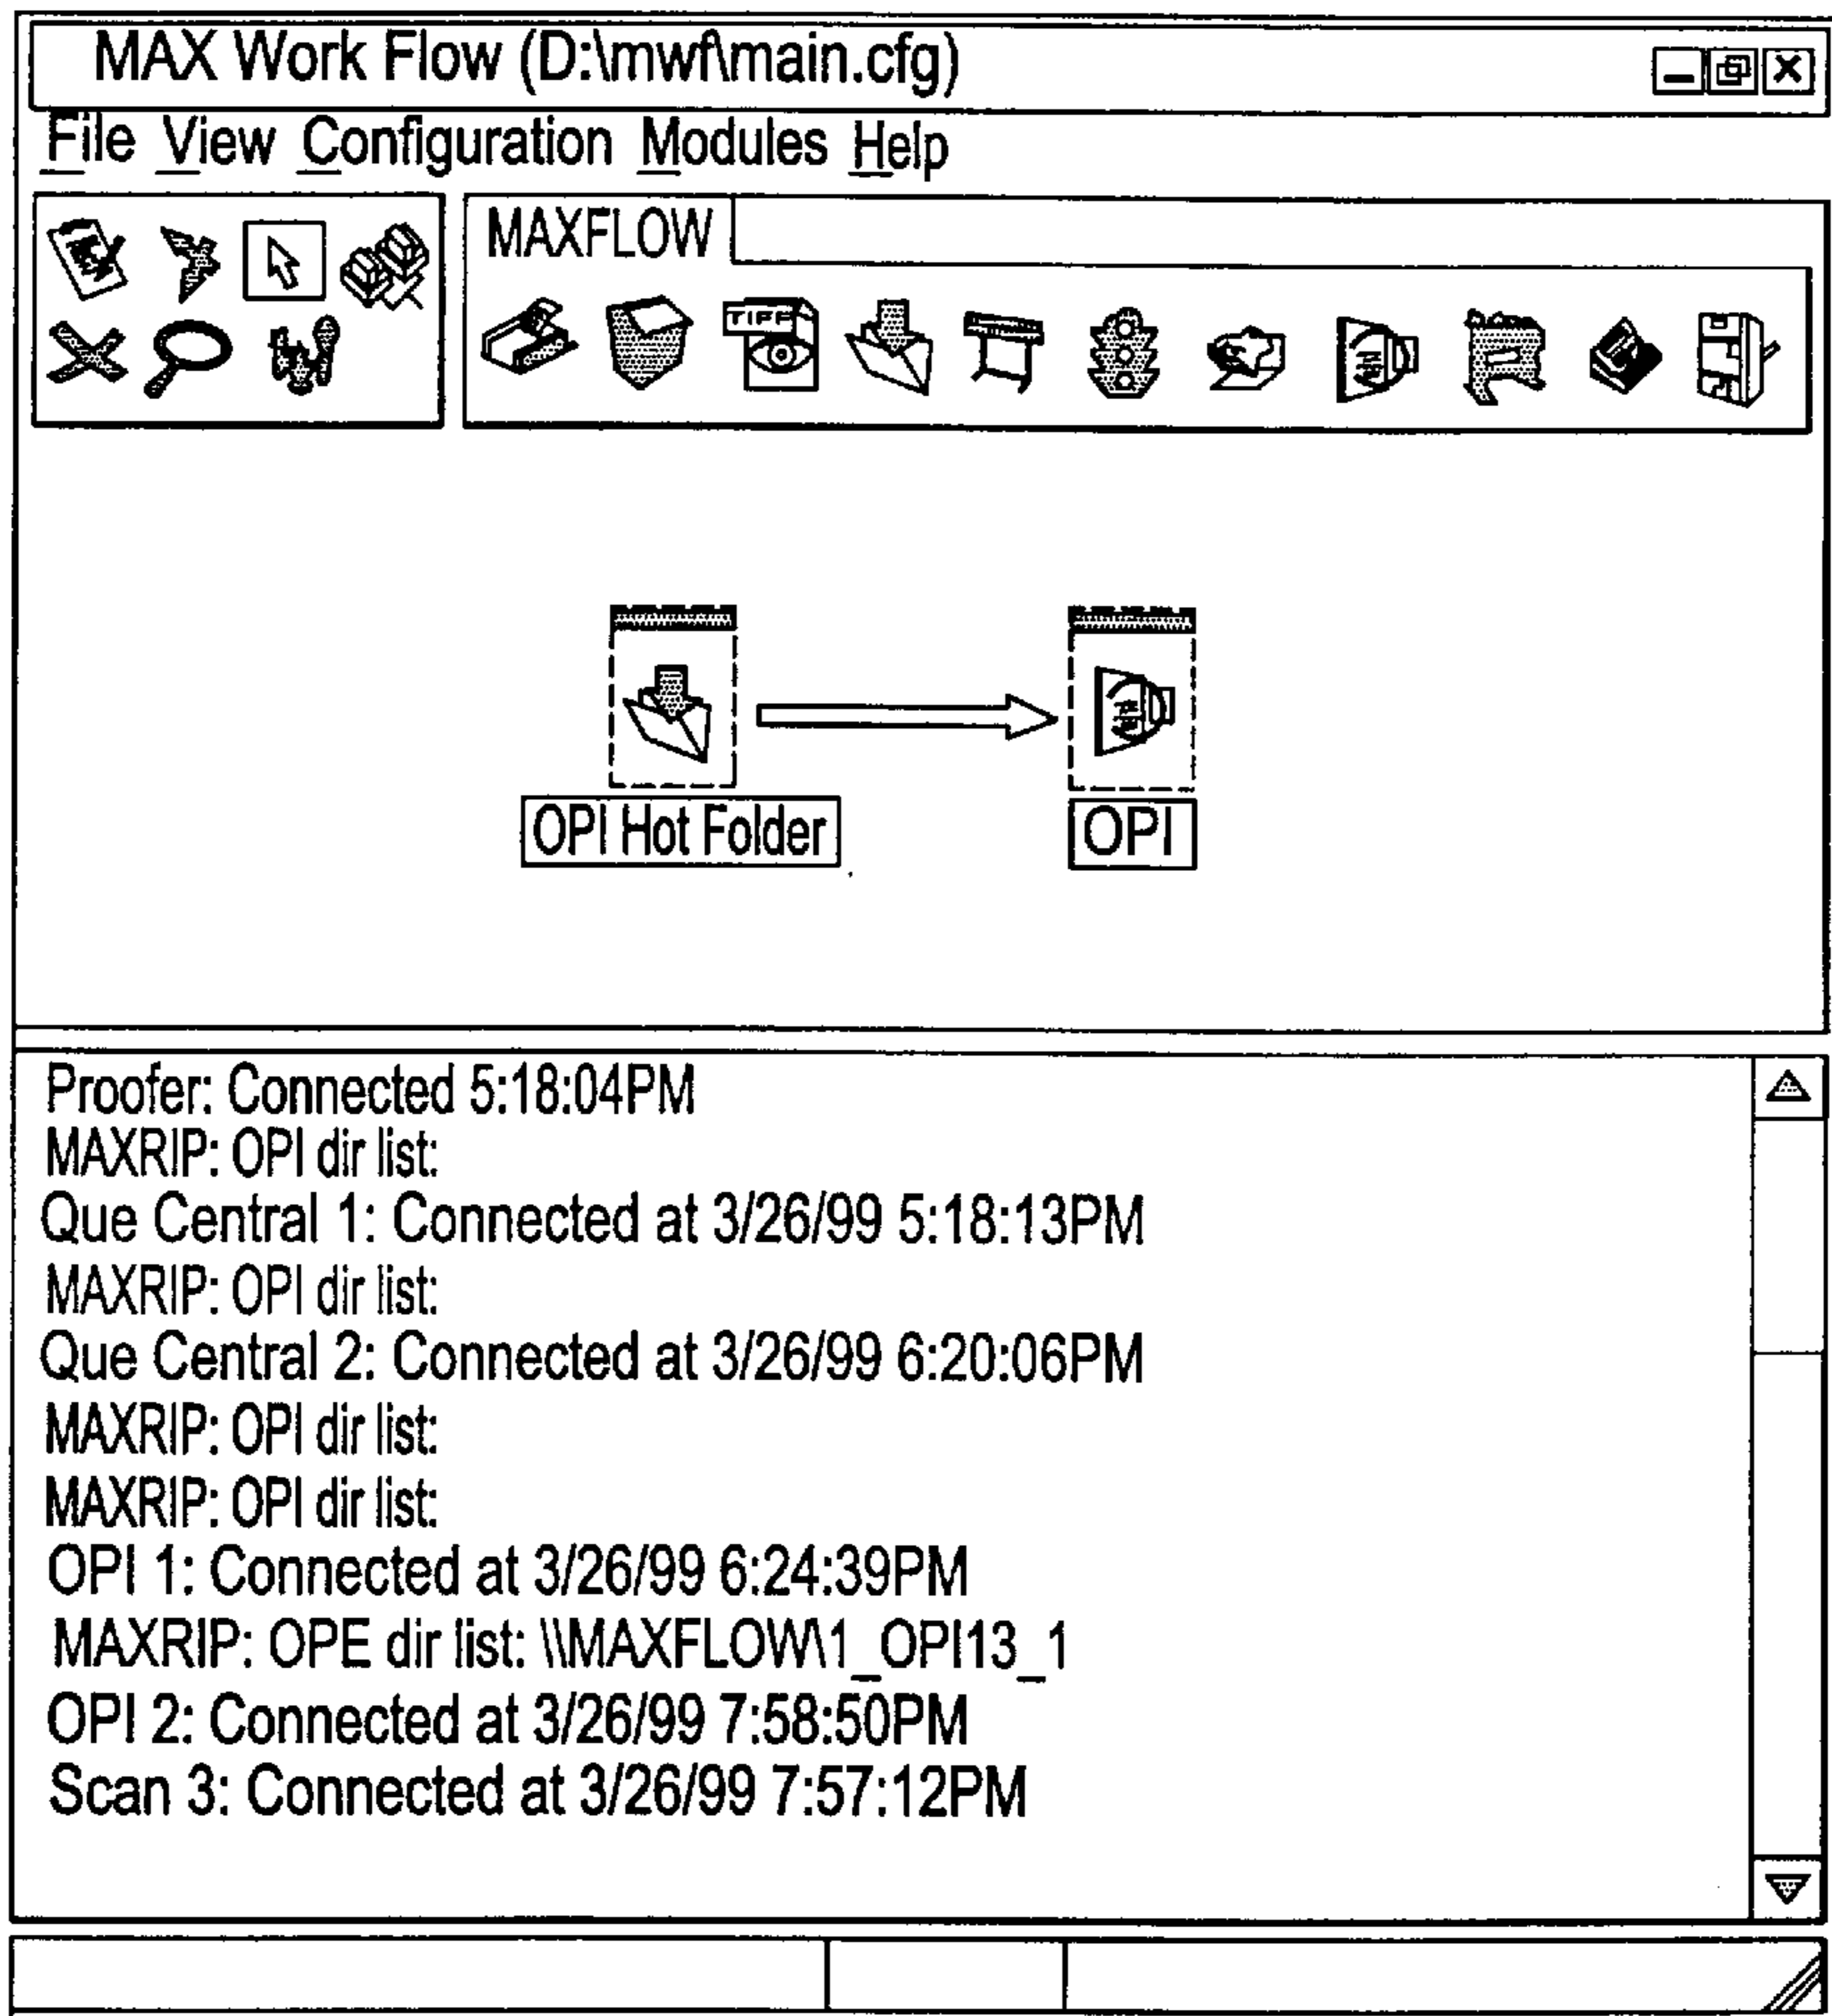 MAX Work Flow (D:\mwf\main.cfg)
File View Configuration Modules Help
MAXFLOW
TIFF
OPI Hot Folder
OPI
Proofer: Connected 5:18:04PM
MAXRIP: OPI dir list:
Que Central 1: Connected at 3/26/99 5:18:13PM
MAXRIP: OPI dir list:
Que Central 2: Connected at 3/26/99 6:20:06PM
MAXRIP: OPI dir list:
MAXRIP: OPI dir list:
OPI 1: Connected at 3/26/99 6:24:39PM
MAXRIP: OPE dir list: \\MAXFLOW\1_OPI13_1
OPI 2: Connected at 3/26/99 7:58:50PM
Scan 3: Connected at 3/26/99 7:57:12PM